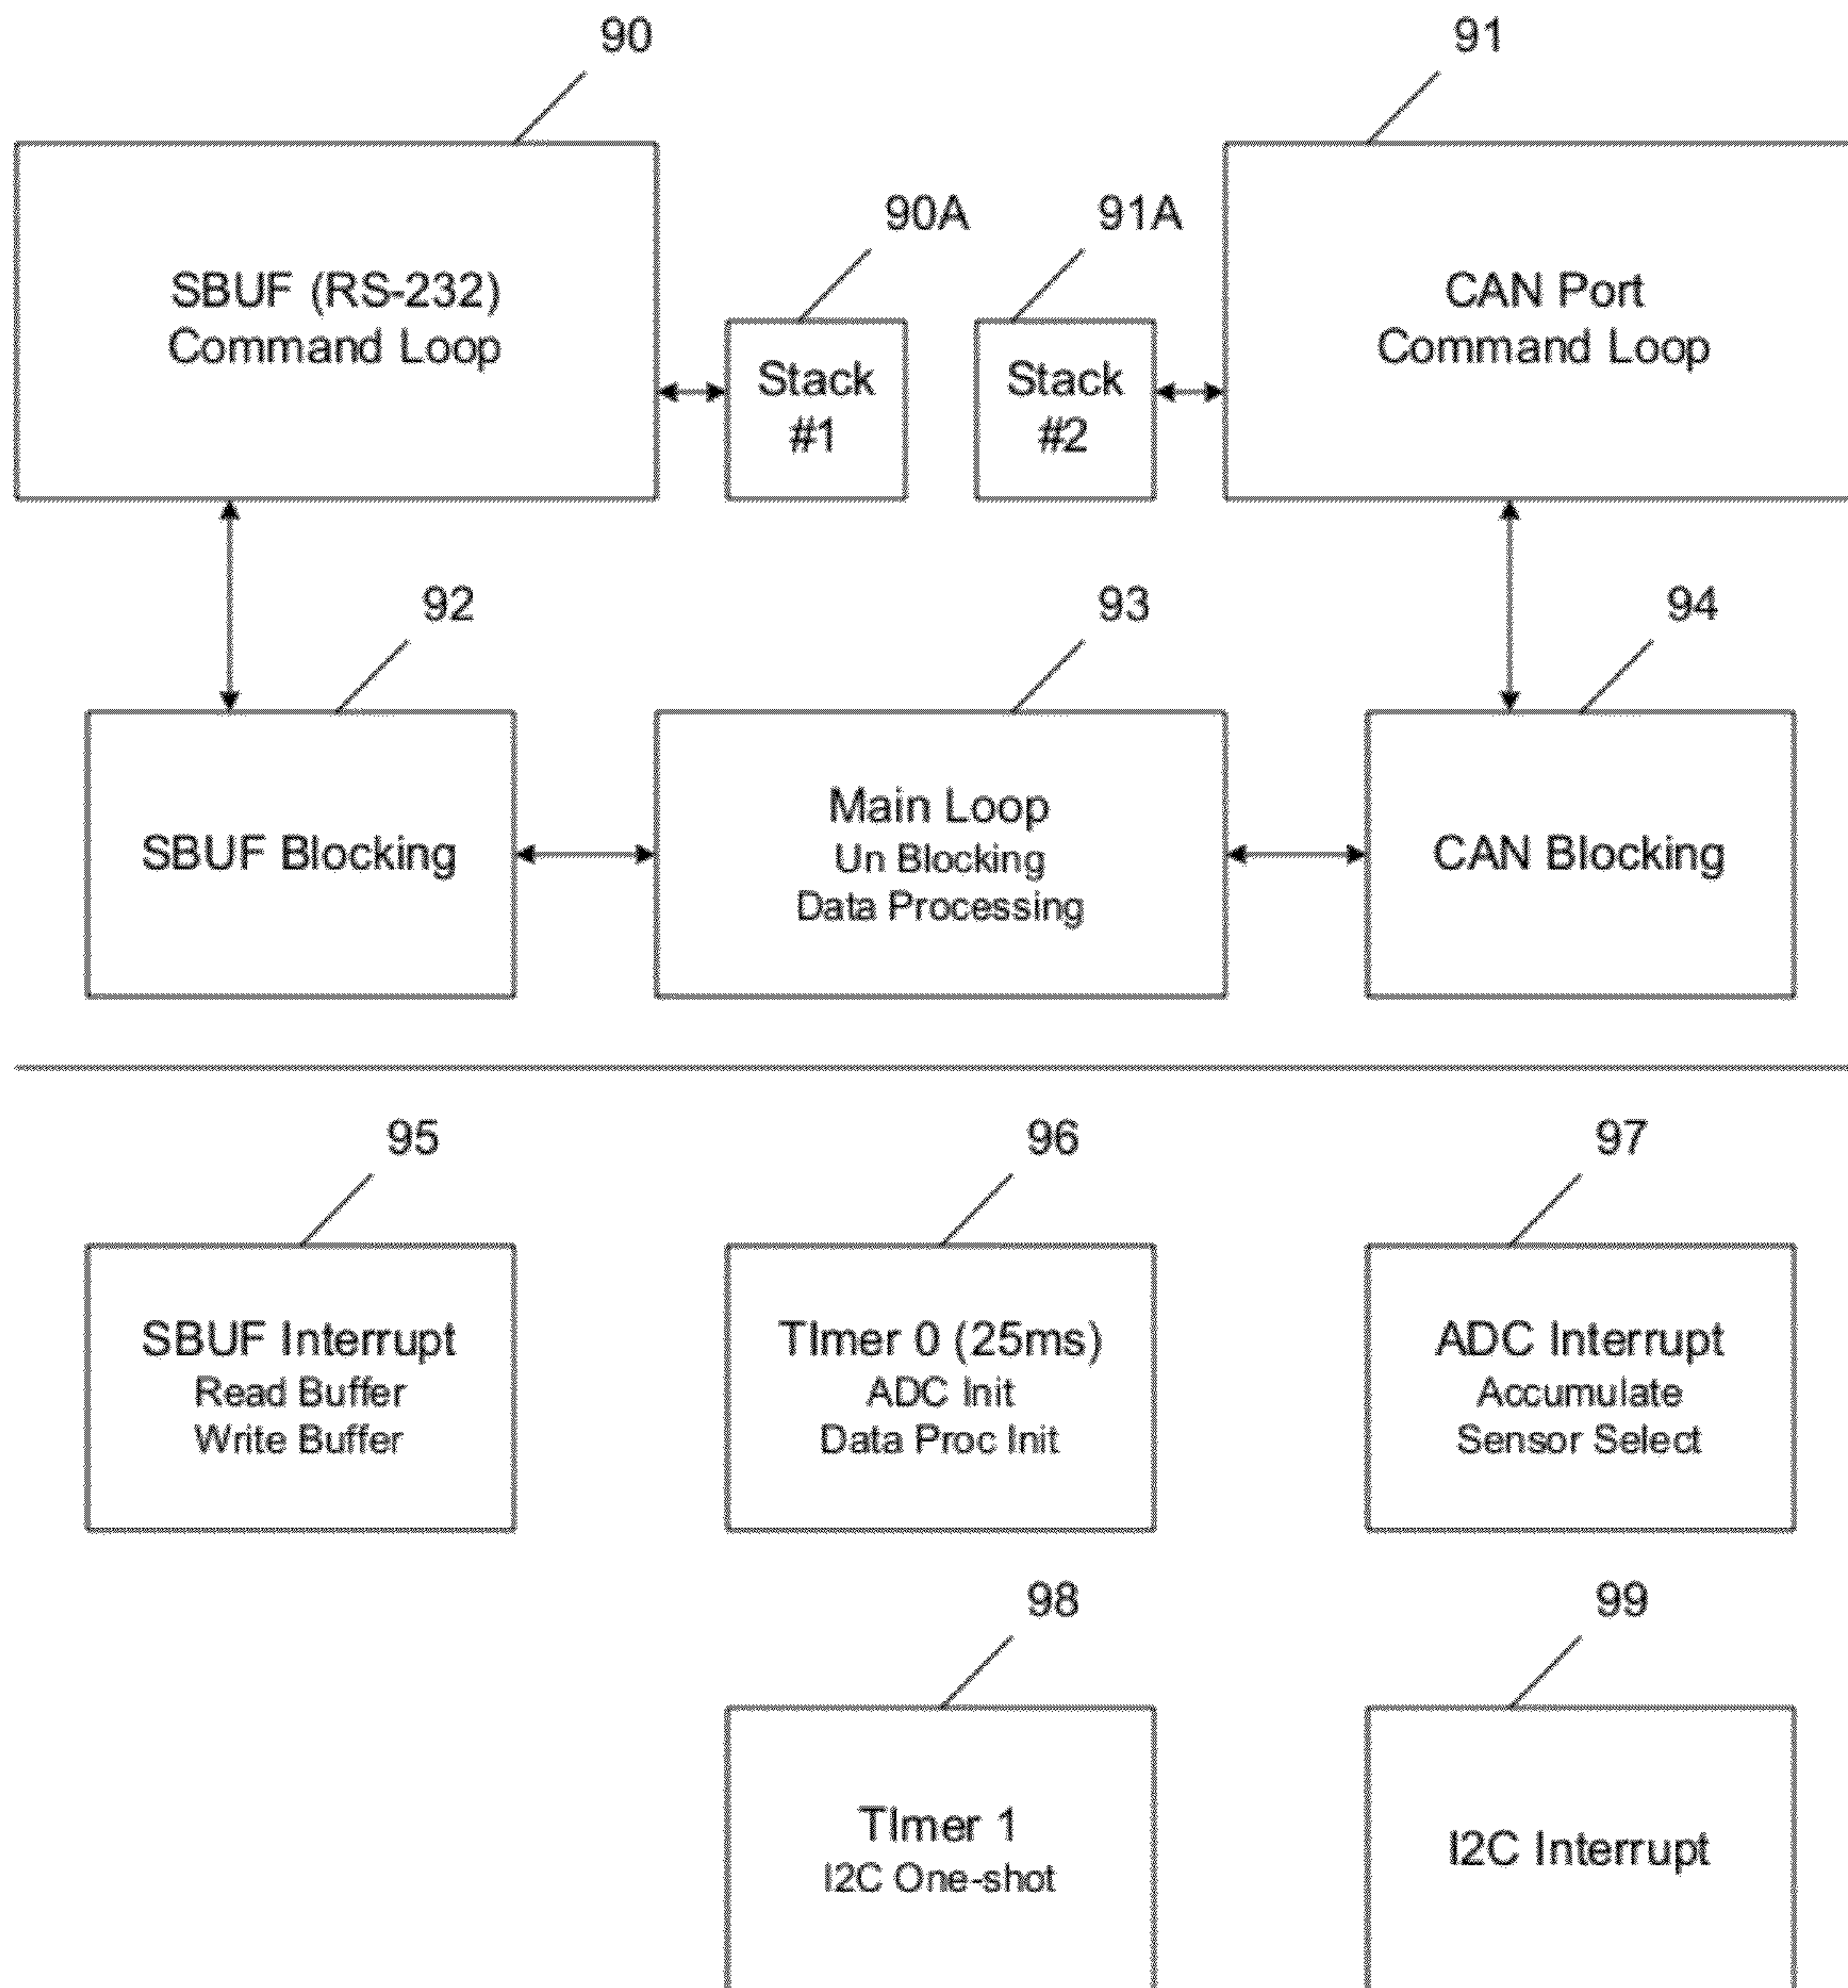 90
91
90A
91A
SBUF (RS-232)
Command Loop
Stack
#1
Stack
#2
CAN Port
Command Loop
92
93
94
SBUF Blocking
Main Loop
Un Blocking
Data Processing
CAN Blocking
95
96
97
SBUF Interrupt
Read Buffer
Write Buffer
TImer 0 (25ms)
ADC Init
Data Proc Init
ADC Interrupt
Accumulate
Sensor Select
98
99
TImer 1
I2C One-shot
I2C Interrupt